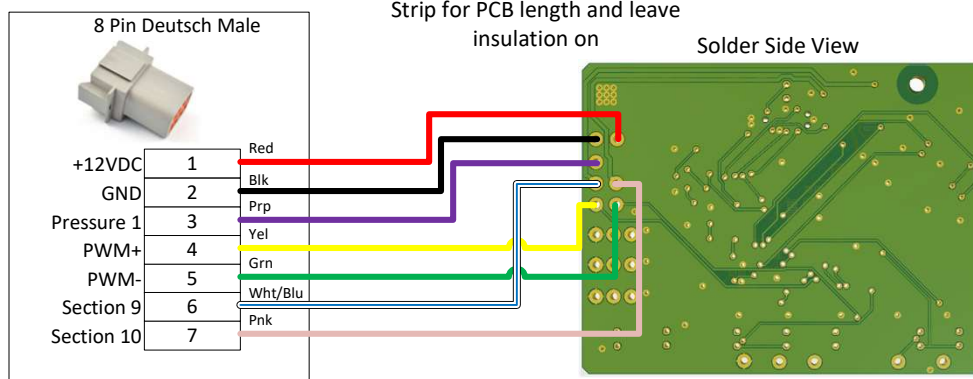 Strip for PCB length and leave
insulation on
8 Pin Deutsch Male
Solder Side View
+12VDC 1 Red
GND 2 Blk
Pressure 1 3 Prp
PWM+ 4 Yel
PWM- 5 Grn
Section 9 6 Wht/Blu
Section 10 7 Pnk